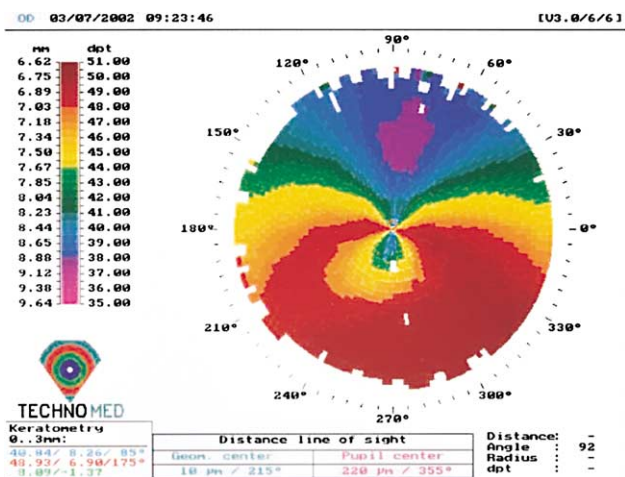 OD 03/07/2002 09:23:46 [V3.0/6/6]
mm dpt
6.62 51.00
6.75 50.00
6.89 49.00
7.03 48.00
7.18 47.00
7.34 46.00
7.50 45.00
7.67 44.00
7.85 43.00
8.04 42.00
8.23 41.00
8.44 40.00
8.65 39.00
8.88 38.00
9.12 37.00
9.38 36.00
9.64 35.00
90°
120° 60°
150° 30°
180° 0°
210° 330°
240° 300°
270°
TECHNOMED
Keratometry
0..3mm:
40.84/ 8.26/ 85°
48.93/ 6.90/175°
8.09/-1.37
Distance line of sight
Geom. center Pupil center
10 µm / 215° 220 µm / 355°
Distance: -
Angle : 92
Radius : -
dpt : -